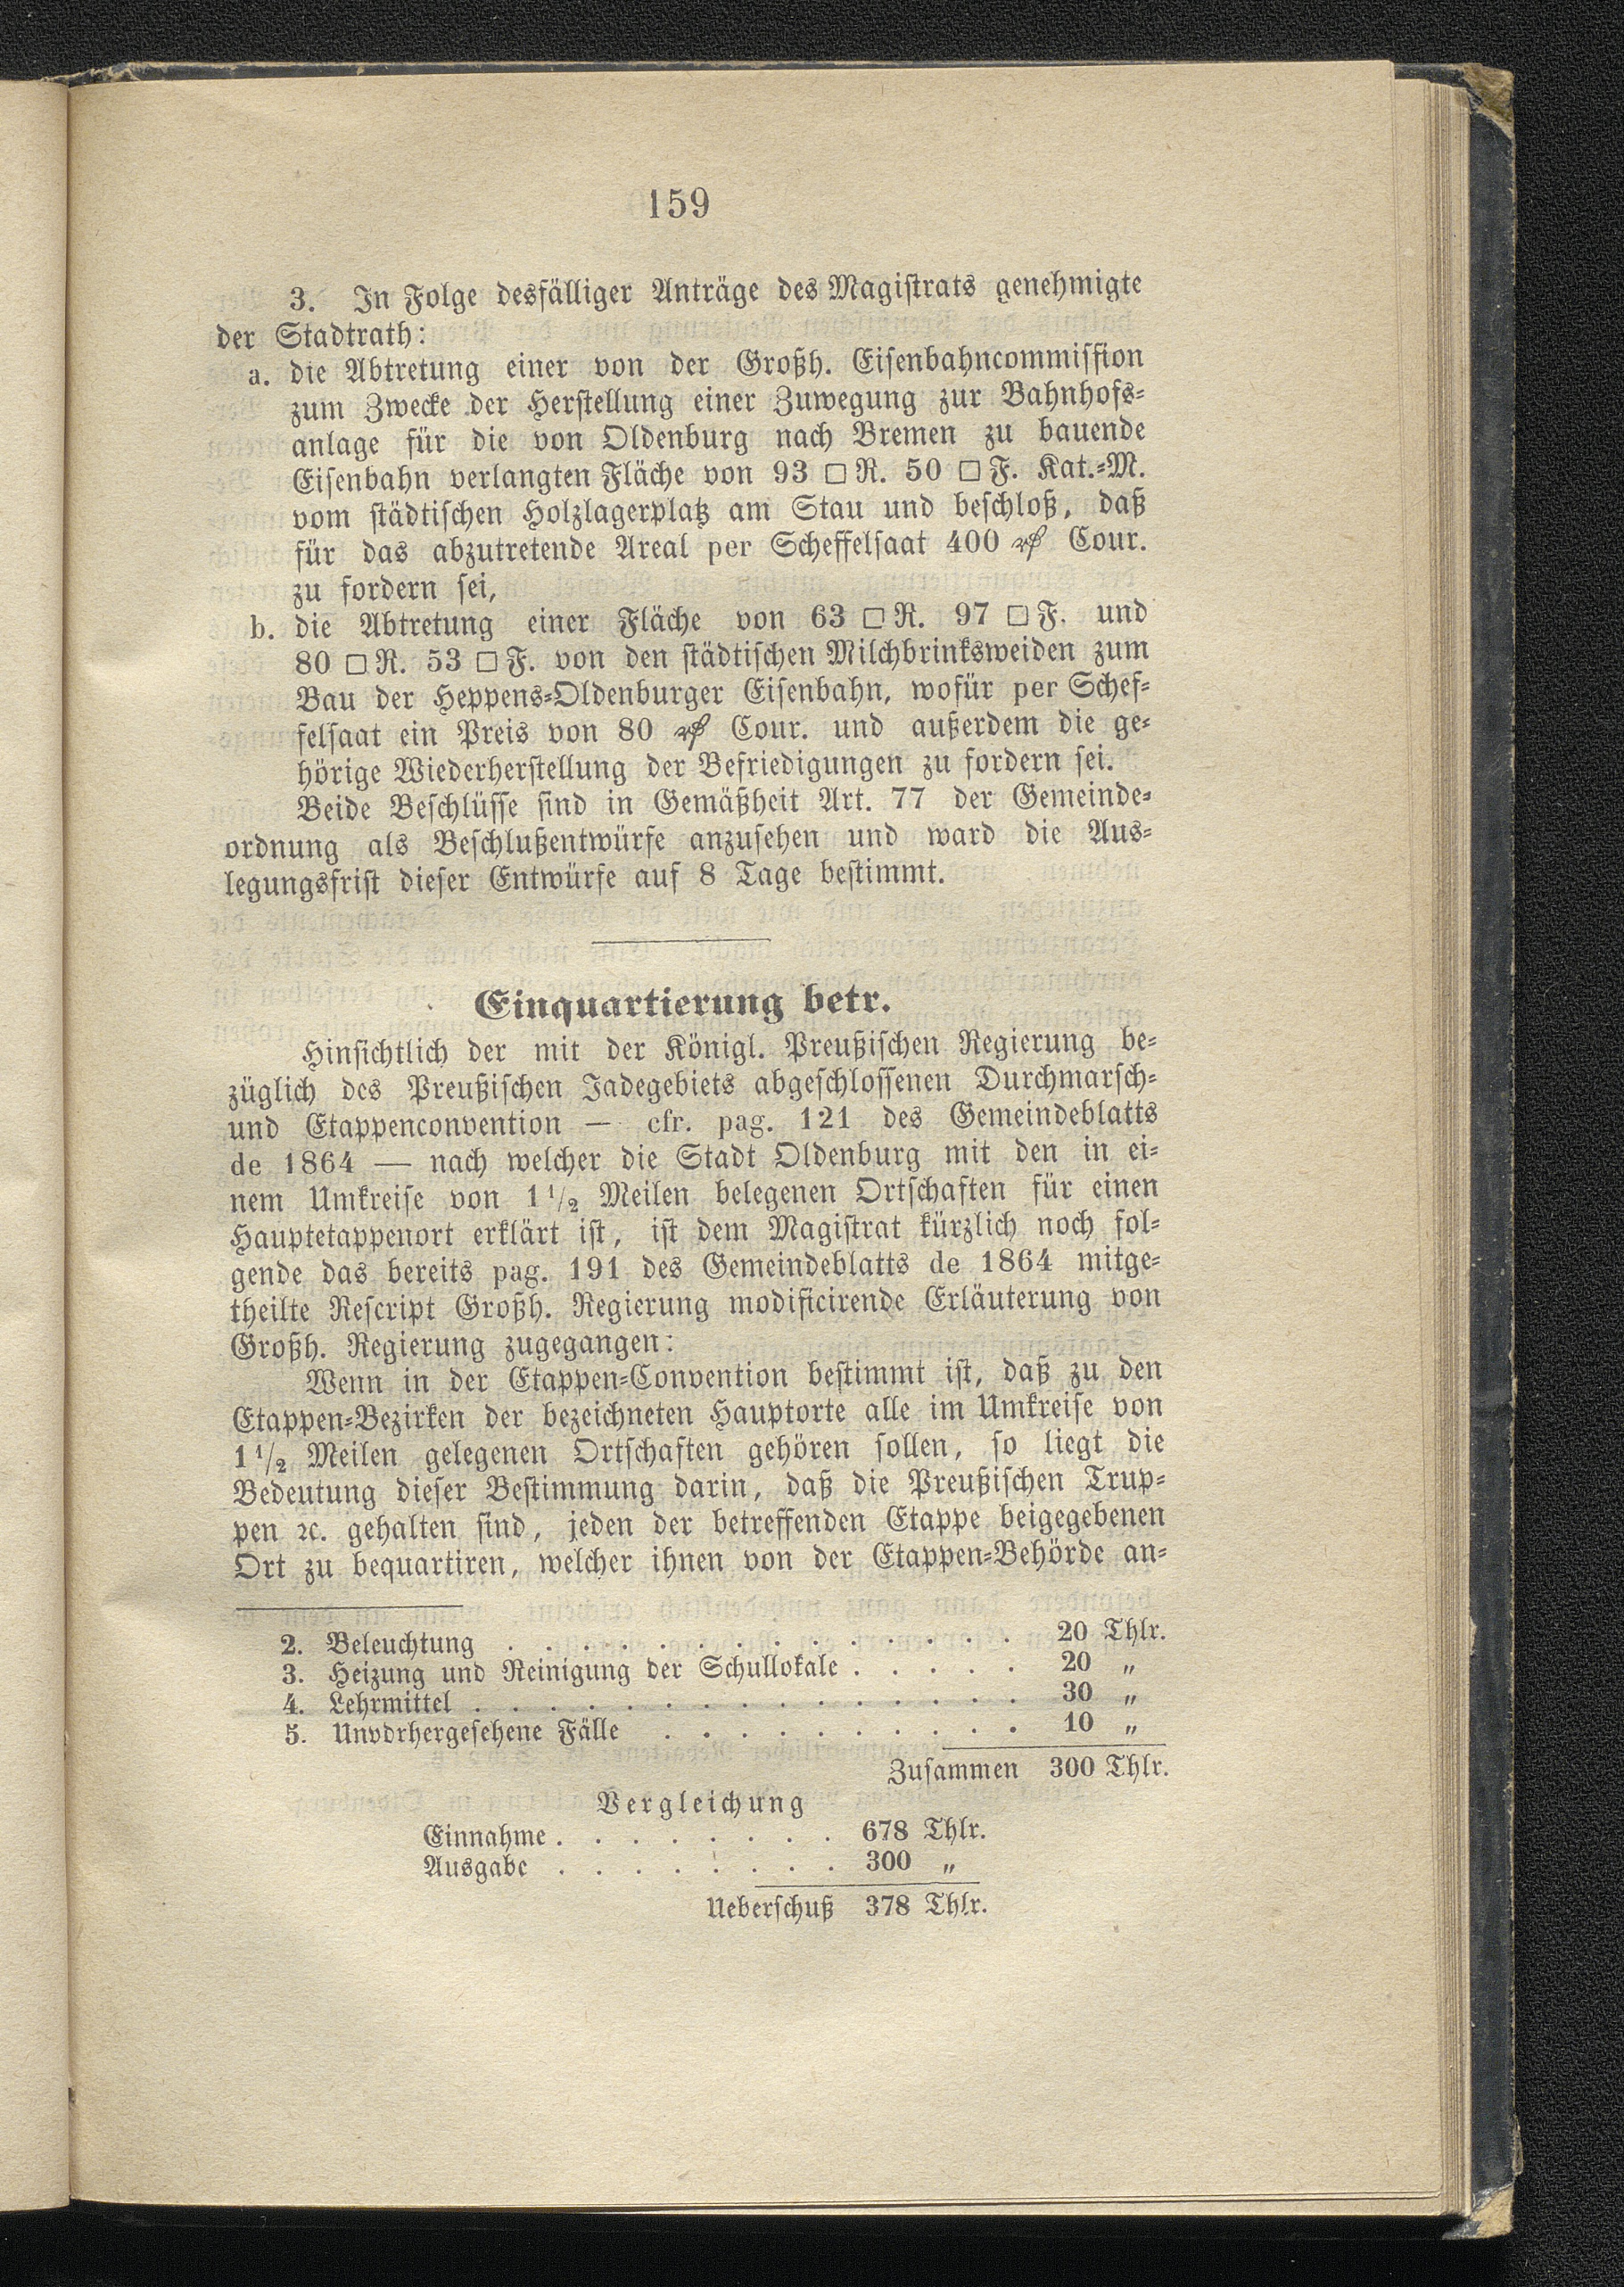 159
3. In Folge desfälliger Anträge des Magistrats genehmigte
der Stadtrath:
a. die Abtretung einer von der Großh. Eisenbahncommission
zum Zwecke der Herstellung einer Zuwegung zur Bahnhofs-
anlage für die von Oldenburg nach Bremen zu bauende
Eisenbahn verlangten Fläche von 93 □ R. 50 □ F. Kat.-M.
vom städtischen Holzlagerplatz am Stau und beschloß, daß
für das abzutretende Areal per Scheffelsaat 400 ₰ Cour.
zu fordern sei,
b. die Abtretung einer Fläche von 63 □ R. 97 □ F. und
80 □ R. 53 □ F. von den städtischen Milchbrinksweiden zum
Bau der Heppens-Oldenburger Eisenbahn, wofür per Schef-
felsaat ein Preis von 80 ₰ Cour. und außerdem die ge-
hörige Wiederherstellung der Befriedigungen zu fordern sei.
Beide Beschlüsse sind in Gemäßheit Art. 77 der Gemeinde-
ordnung als Beschlußentwürfe anzusehen und ward die Aus-
legungsfrist dieser Entwürfe auf 8 Tage bestimmt.
Einquartierung betr.
Hinsichtlich der mit der Königl. Preußischen Regierung be-
züglich des Preußischen Jadegebiets abgeschlossenen Durchmarsch-
und Etappenconvention — cfr. pag. 121 des Gemeindeblatts
de 1864 — nach welcher die Stadt Oldenburg mit den in ei-
nem Umkreise von 1 1/2 Meilen belegenen Ortschaften für einen
Hauptetappenort erklärt ist, ist dem Magistrat kürzlich noch fol-
gende das bereits pag. 191 des Gemeindeblatts de 1864 mitge-
theilte Rescript Großh. Regierung modificirende Erläuterung von
Großh. Regierung zugegangen:
Wenn in der Etappen-Convention bestimmt ist, daß zu den
Etappen-Bezirken der bezeichneten Hauptorte alle im Umkreise von
1 1/2 Meilen gelegenen Ortschaften gehören sollen, so liegt die
Bedeutung dieser Bestimmung darin, daß die Preußischen Trup-
pen ꝛc. gehalten sind, jeden der betreffenden Etappe beigegebenen
Ort zu bequartiren, welcher ihnen von der Etappen-Behörde an-
2. Beleuchtung . . . . . . . . . . . . . . 20 Thlr.
3. Heizung und Reinigung der Schullokale . . . . . 20 „
4. Lehrmittel . . . . . . . . . . . . . . . 30 „
5. Unvorhergesehene Fälle . . . . . . . . . . 10 „
Zusammen 300 Thlr.
Vergleichung
Einnahme . . . . . . . . 678 Thlr.
Ausgabe . . . . . . . . 300 „
Ueberschuß 378 Thlr.